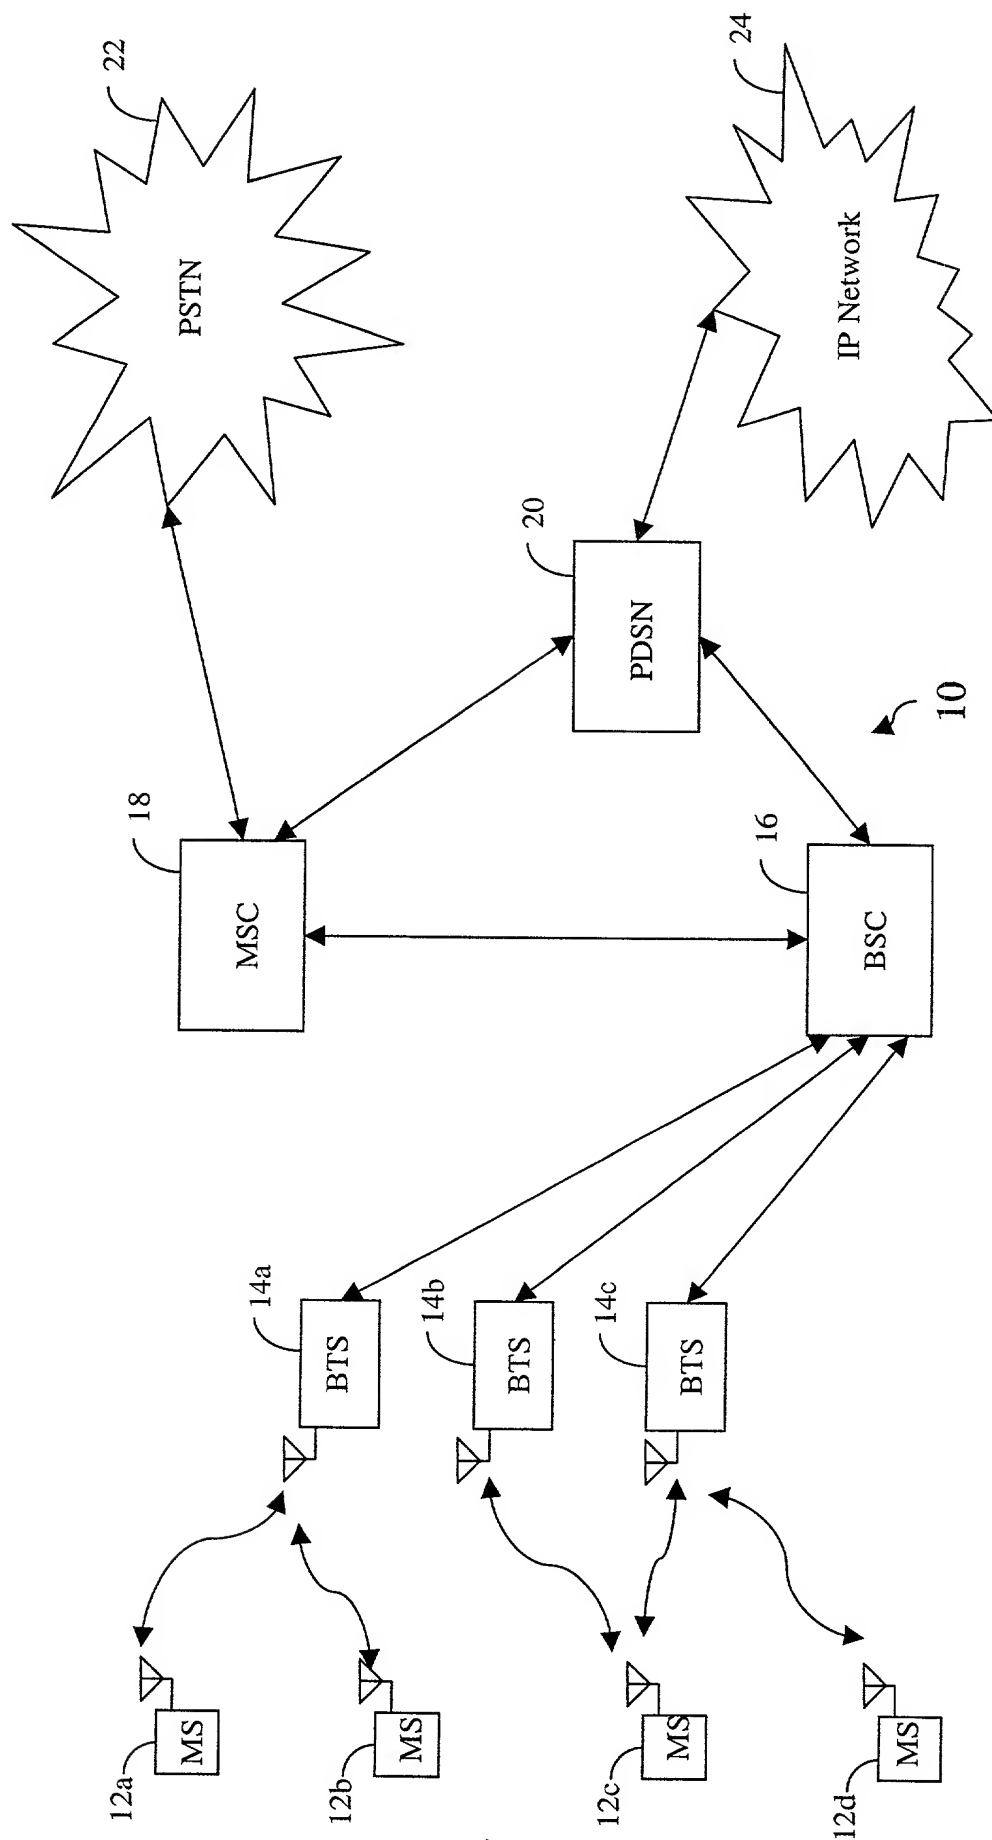 12a
MS
12b
MS
12c
MS
12d
MS
14a
BTS
14b
BTS
14c
BTS
18
MSC
16
BSC
10
20
PDSN
22
PSTN
24
IP Network